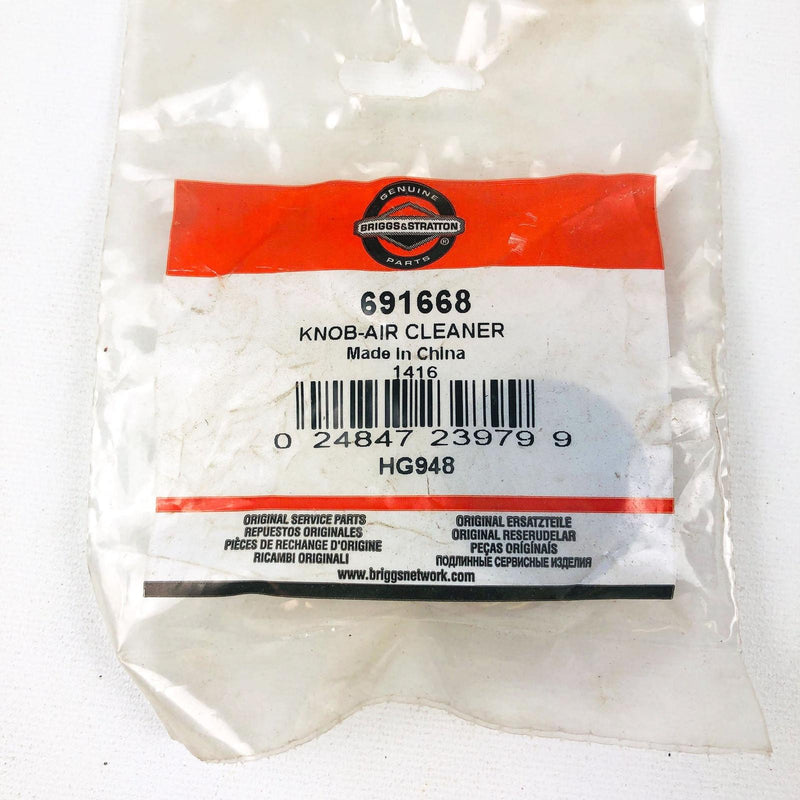 GENUINE
BRIGGS&STRATTON
®
PARTS
691668
KNOB-AIR CLEANER
Made In China
1416
0 24847 23979 9
HG948
ORIGINAL SERVICE PARTS
REPUESTOS ORIGINALES
PIÈCES DE RECHANGE D'ORIGINE
RICAMBI ORIGINALI
ORIGINAL ERSATZTEILE
ORIGINAL RESERUDELAR
PEÇAS ORIGINAIS
ПОДЛИННЫЕ СЕРВИСНЫЕ ИЗДЕЛИЯ
www.briggsnetwork.com